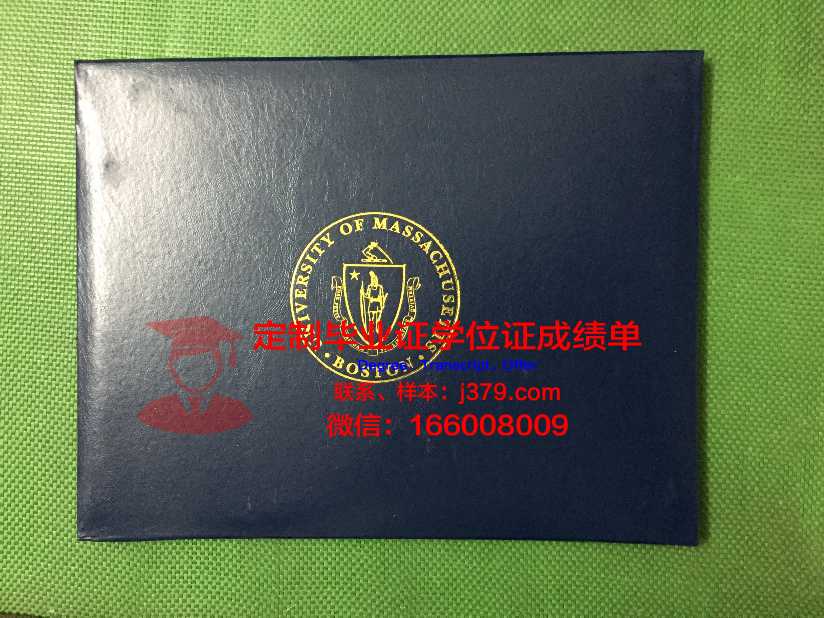 UNIVERSITY OF MASSACHUSETTS
· BOSTON ·
定制毕业证学位证成绩单
Degree、Transcript、Offer
联系、样本：j379.com
微信：166008009